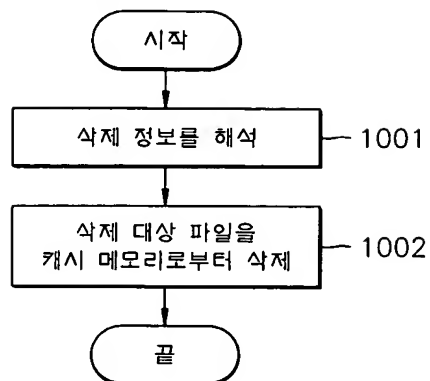 시작
삭제 정보를 해석
1001
삭제 대상 파일을
캐시 메모리로부터 삭제
1002
끝